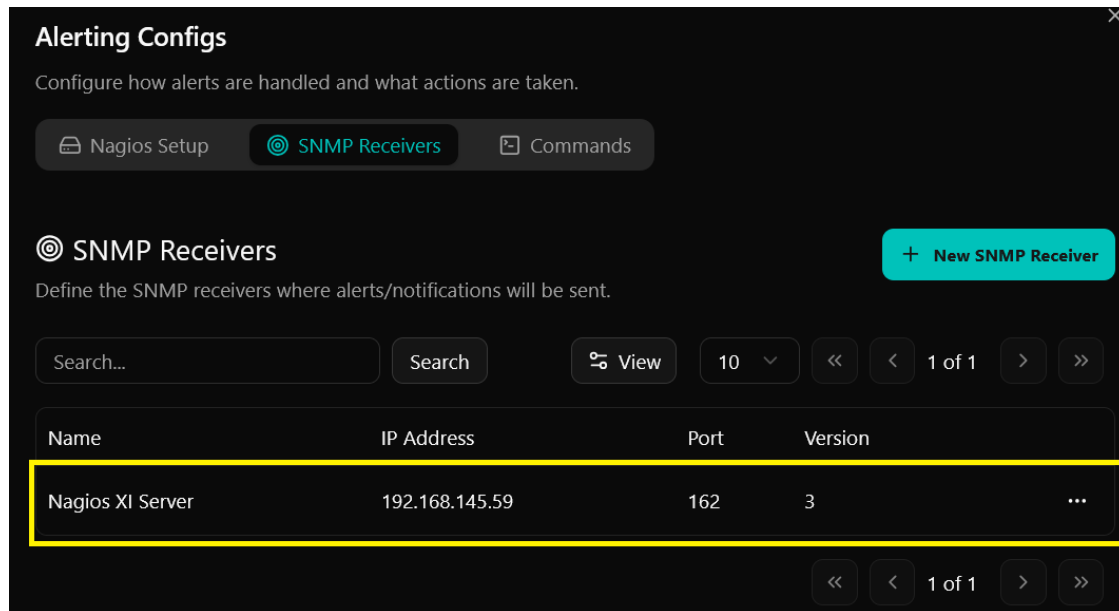 Alerting Configs
Configure how alerts are handled and what actions are taken.
Nagios Setup SNMP Receivers Commands
SNMP Receivers
+ New SNMP Receiver
Define the SNMP receivers where alerts/notifications will be sent.
Search... Search View 10 1 of 1
Name IP Address Port Version
Nagios XI Server 192.168.145.59 162 3 ...
1 of 1